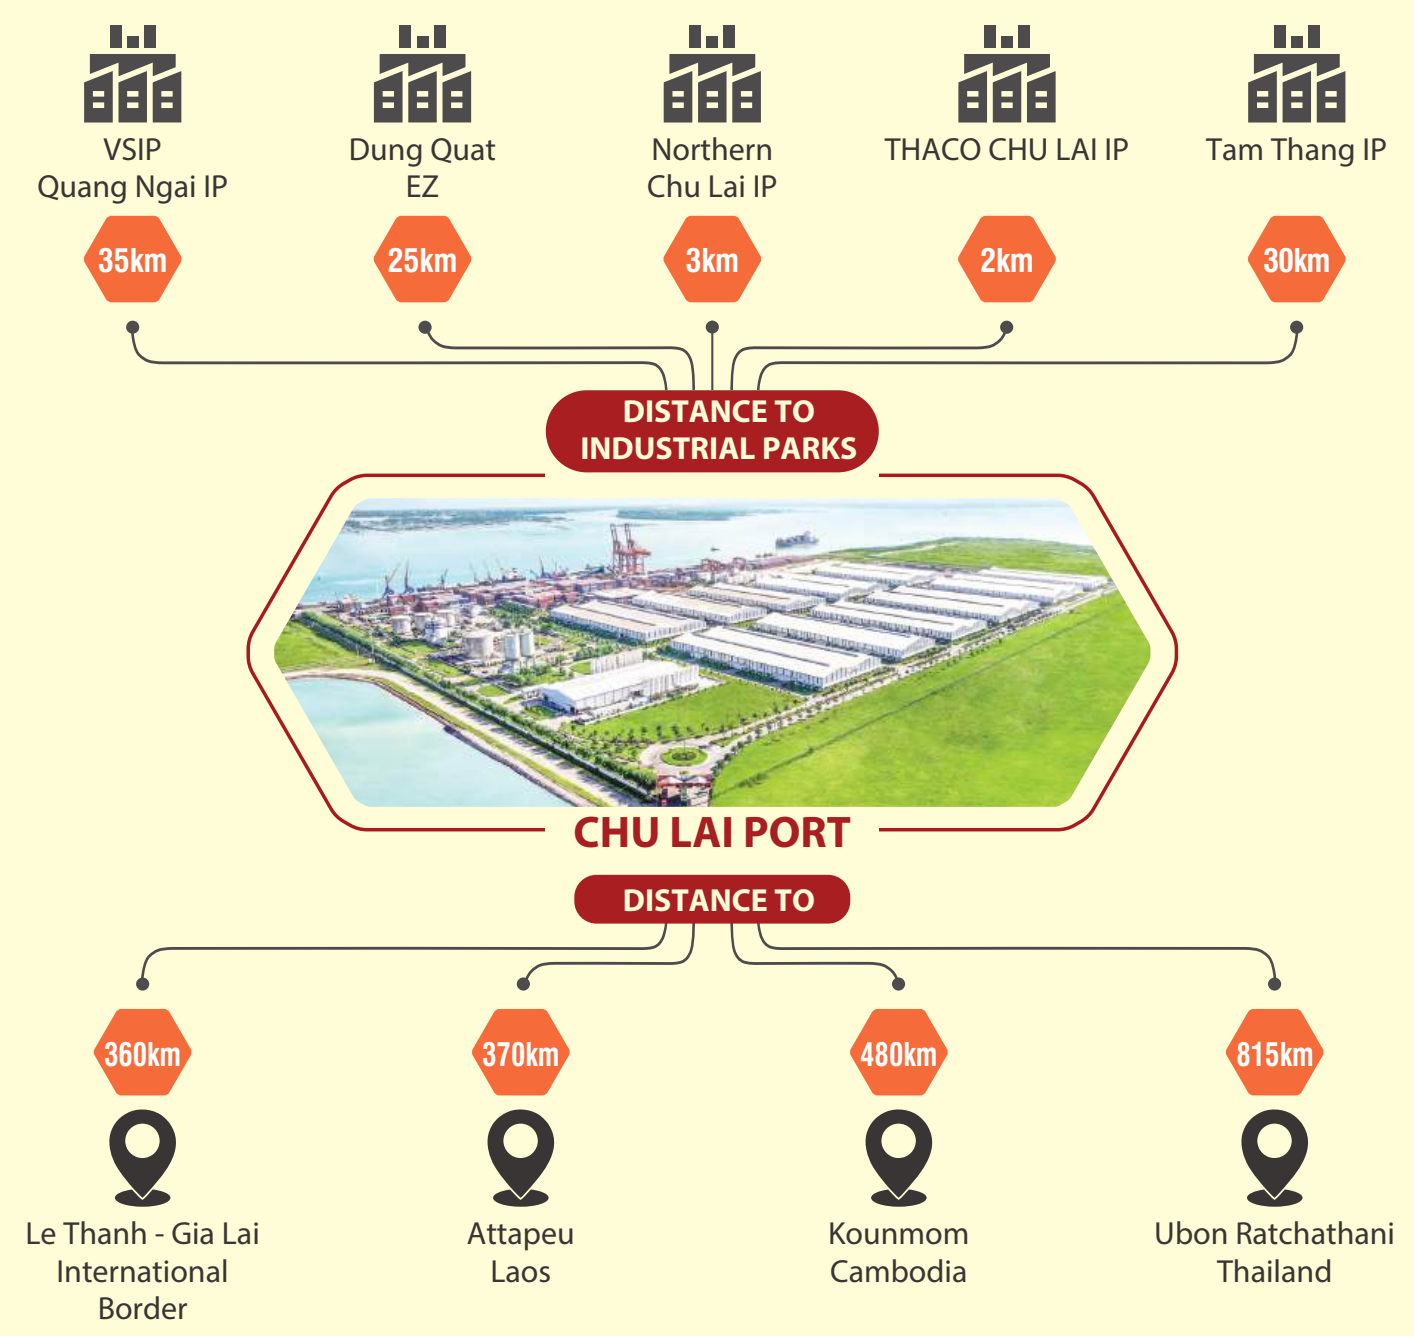 VSIP
Quang Ngai IP
Dung Quat
EZ
Northern
Chu Lai IP
THACO CHU LAI IP
Tam Thang IP
35km
25km
3km
2km
30km
DISTANCE TO
INDUSTRIAL PARKS
CHU LAI PORT
DISTANCE TO
360km
370km
480km
815km
Le Thanh - Gia Lai
International
Border
Attapeu
Laos
Kounmom
Cambodia
Ubon Ratchathani
Thailand